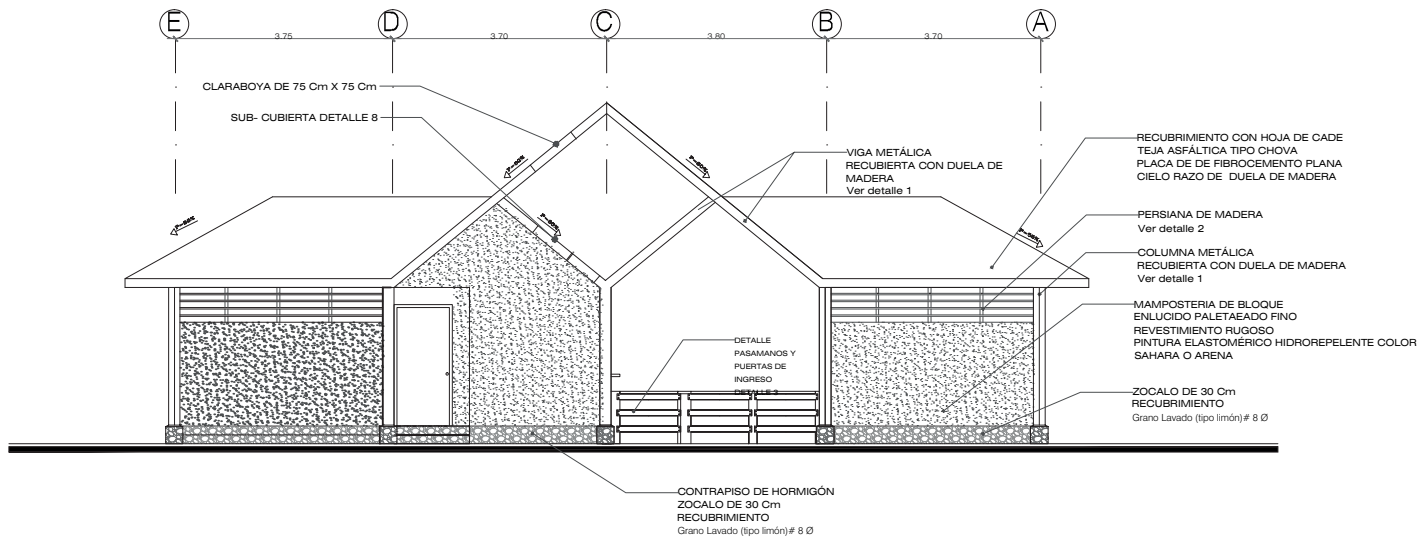 E D C B A
3.75 3.70 3.80 3.70
CLARABOYA DE 75 Cm X 75 Cm
SUB- CUBIERTA DETALLE 8
VIGA METÁLICA
RECUBIERTA CON DUELA DE
MADERA
Ver detalle 1
RECUBRIMIENTO CON HOJA DE CADE
TEJA ASFÁLTICA TIPO CHOVA
PLACA DE DE FIBROCEMENTO PLANA
CIELO RAZO DE DUELA DE MADERA
PERSIANA DE MADERA
Ver detalle 2
COLUMNA METÁLICA
RECUBIERTA CON DUELA DE MADERA
Ver detalle 1
MAMPOSTERIA DE BLOQUE
ENLUCIDO PALETAEADO FINO
REVESTIMIENTO RUGOSO
PINTURA ELASTOMÉRICO HIDROREPELENTE COLOR
SAHARA O ARENA
DETALLE
PASAMANOS Y
PUERTAS DE
INGRESO
DETALLE 3
ZOCALO DE 30 Cm
RECUBRIMIENTO
Grano Lavado (tipo limón)# 8 Ø
CONTRAPISO DE HORMIGÓN
ZOCALO DE 30 Cm
RECUBRIMIENTO
Grano Lavado (tipo limón)# 8 Ø